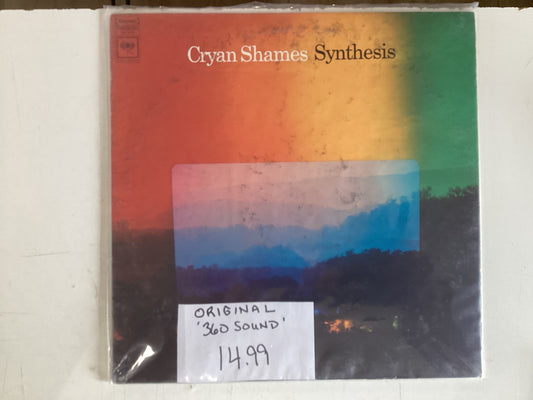 Cryan Shames Synthesis
ORIGINAL
'360 SOUND'
14.99